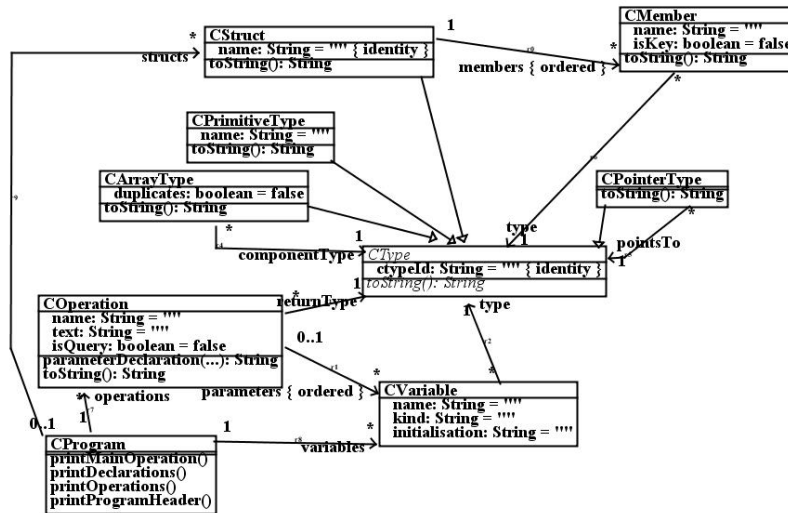 CStruct
name: String = "" { identity }
toString(): String
*
structs
1
members { ordered }
*
CMember
name: String = ""
isKey: boolean = false
toString(): String
*
CPrimitiveType
name: String = ""
toString(): String
CArrayType
duplicates: boolean = false
toString(): String
*
componentType
1
CPointerType
toString(): String
*
pointsTo
1
type
1
CType
ctypeId: String = "" { identity }
toString(): String
COperation
name: String = ""
text: String = ""
isQuery: boolean = false
parameterDeclaration(...): String
toString(): String
*
returnType
1
0..1
parameters { ordered }
*
type
1
*
r2
CVariable
name: String = ""
kind: String = ""
initialisation: String = ""
* operations
1
r7
0..1
CProgram
printMainOperation()
printDeclarations()
printOperations()
printProgramHeader()
1
r8
variables
*